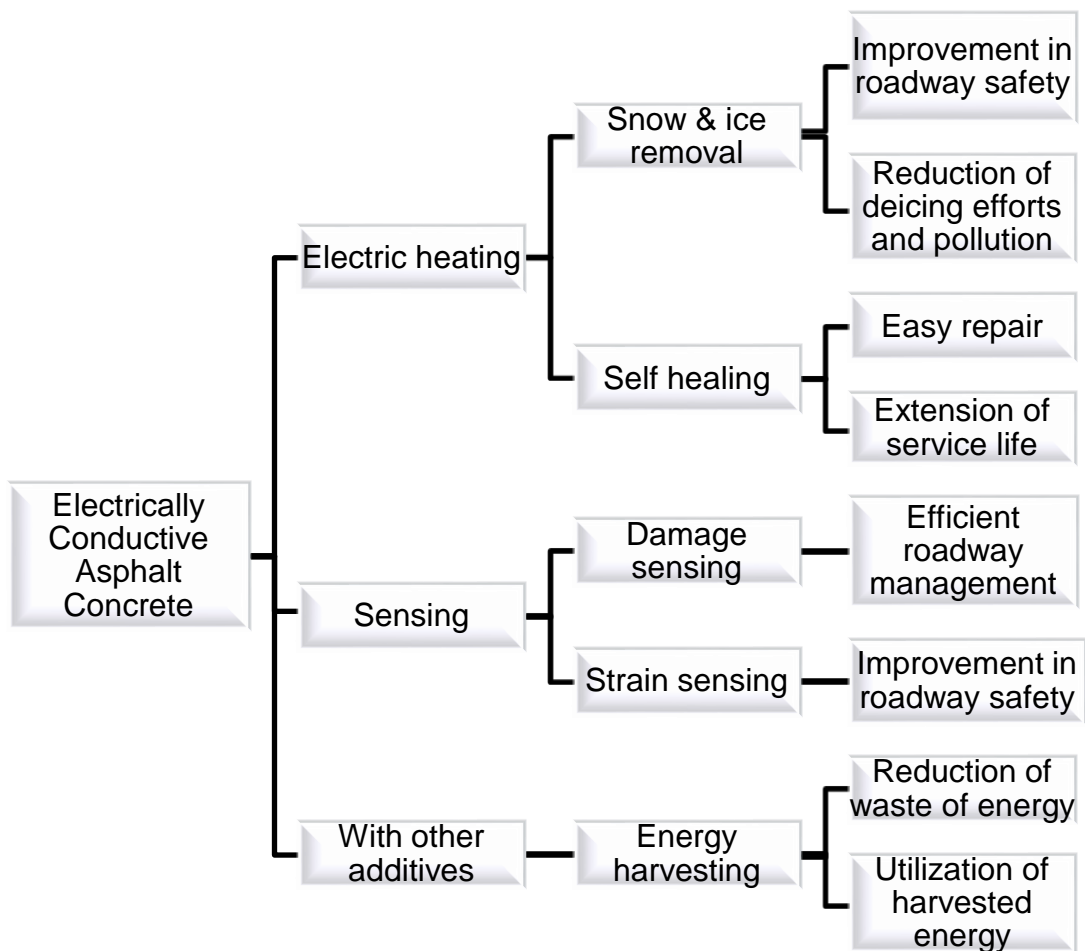 Electrically
Conductive
Asphalt
Concrete
Electric heating
Snow & ice
removal
Improvement in
roadway safety
Reduction of
deicing efforts
and pollution
Self healing
Easy repair
Extension of
service life
Sensing
Damage
sensing
Efficient
roadway
management
Strain sensing
Improvement in
roadway safety
With other
additives
Energy
harvesting
Reduction of
waste of energy
Utilization of
harvested
energy